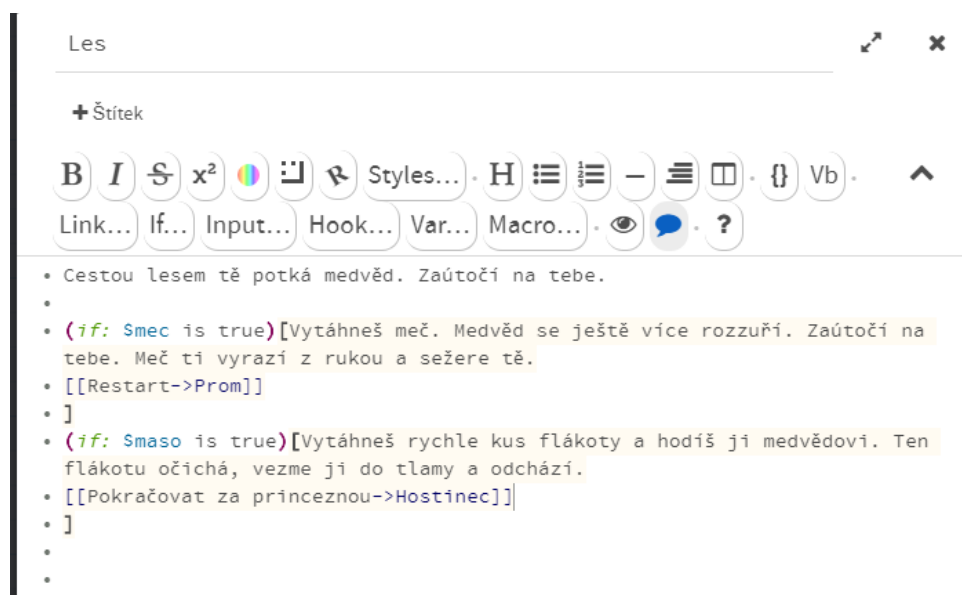 Les
Štítek
B I S x² Styles... H {} Vb
Link... If... Input... Hook... Var... Macro... ?
Cestou lesem tě potká medvěd. Zaútočí na tebe.
(if: $mec is true)[Vytáhneš meč. Medvěd se ještě více rozzuří. Zaútočí na
tebe. Meč ti vyrazí z rukou a sežere tě.
[[Restart->Prom]]
]
(if: $maso is true)[Vytáhneš rychle kus flákoty a hodíš ji medvědovi. Ten
flákotu očichá, vezme ji do tlamy a odchází.
[[Pokračovat za princeznou->Hostinec]]
]